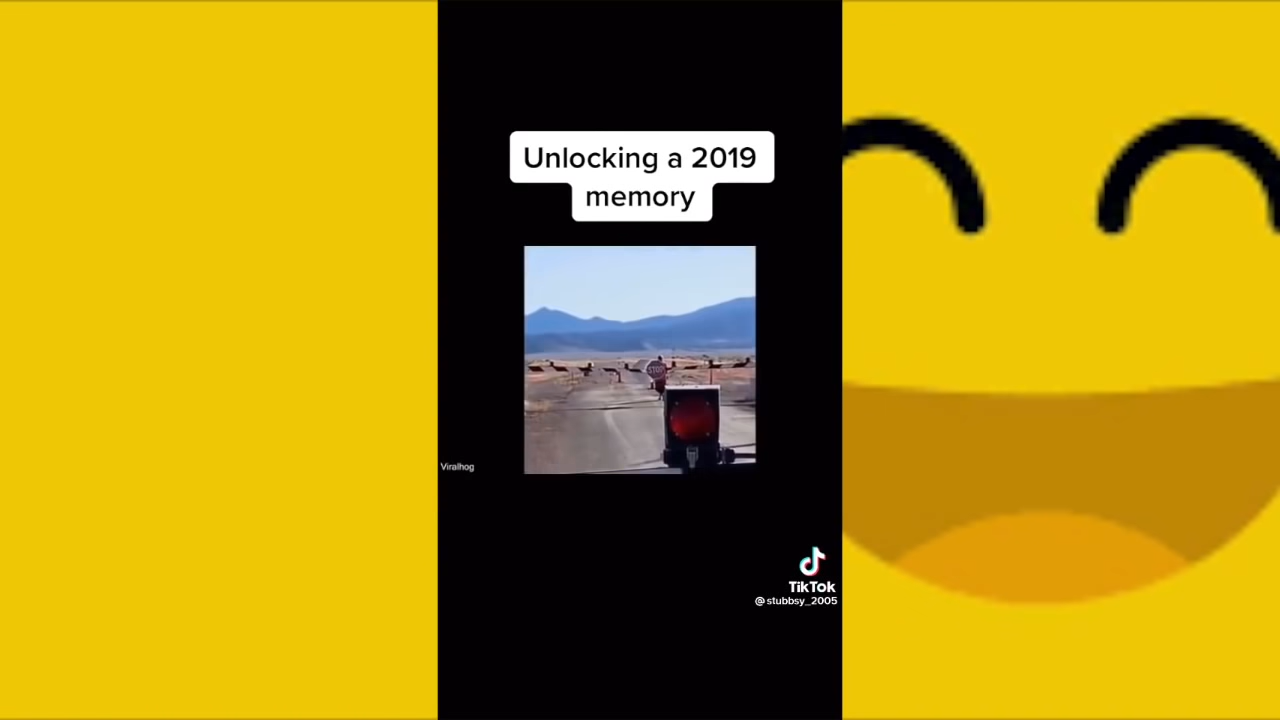 Unlocking a 2019
memory
STOP
Viralhog
TikTok
@stubbsy_2005